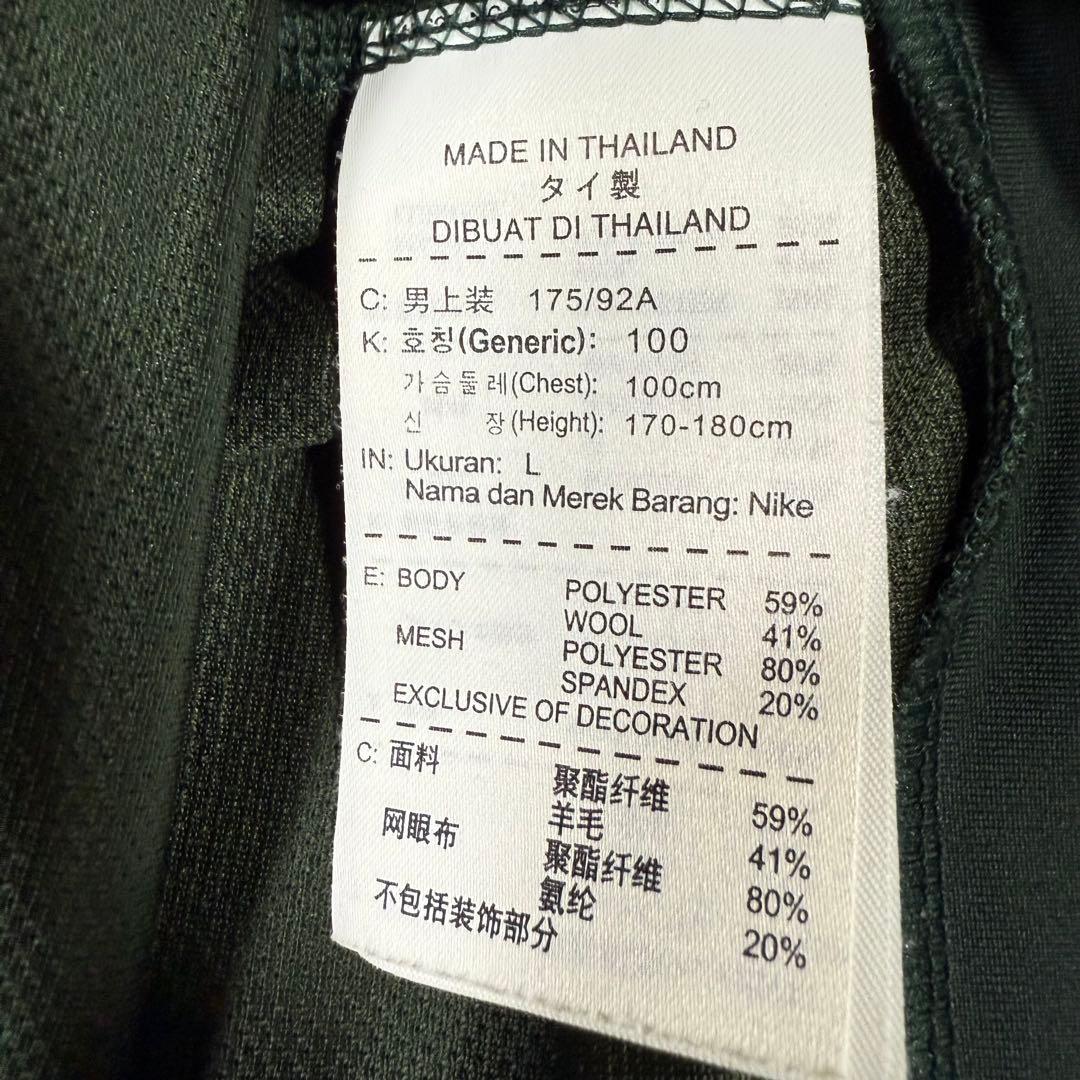 MADE IN THAILAND
タイ製
DIBUAT DI THAILAND
C: 男上装 175/92A
K: 호칭(Generic): 100
가슴둘레(Chest): 100cm
신 장(Height): 170-180cm
IN: Ukuran: L
Nama dan Merek Barang: Nike
E: BODY POLYESTER 59%
WOOL 41%
MESH POLYESTER 80%
SPANDEX 20%
EXCLUSIVE OF DECORATION
C: 面料 聚酯纤维 59%
羊毛 41%
网眼布 聚酯纤维 80%
氨纶 20%
不包括装饰部分